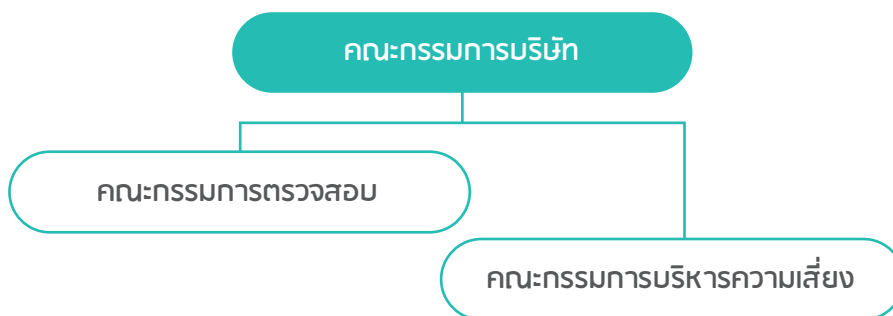 คณะกรรมการบริษัท
คณะกรรมการตรวจสอบ
คณะกรรมการบริหารความเสี่ยง